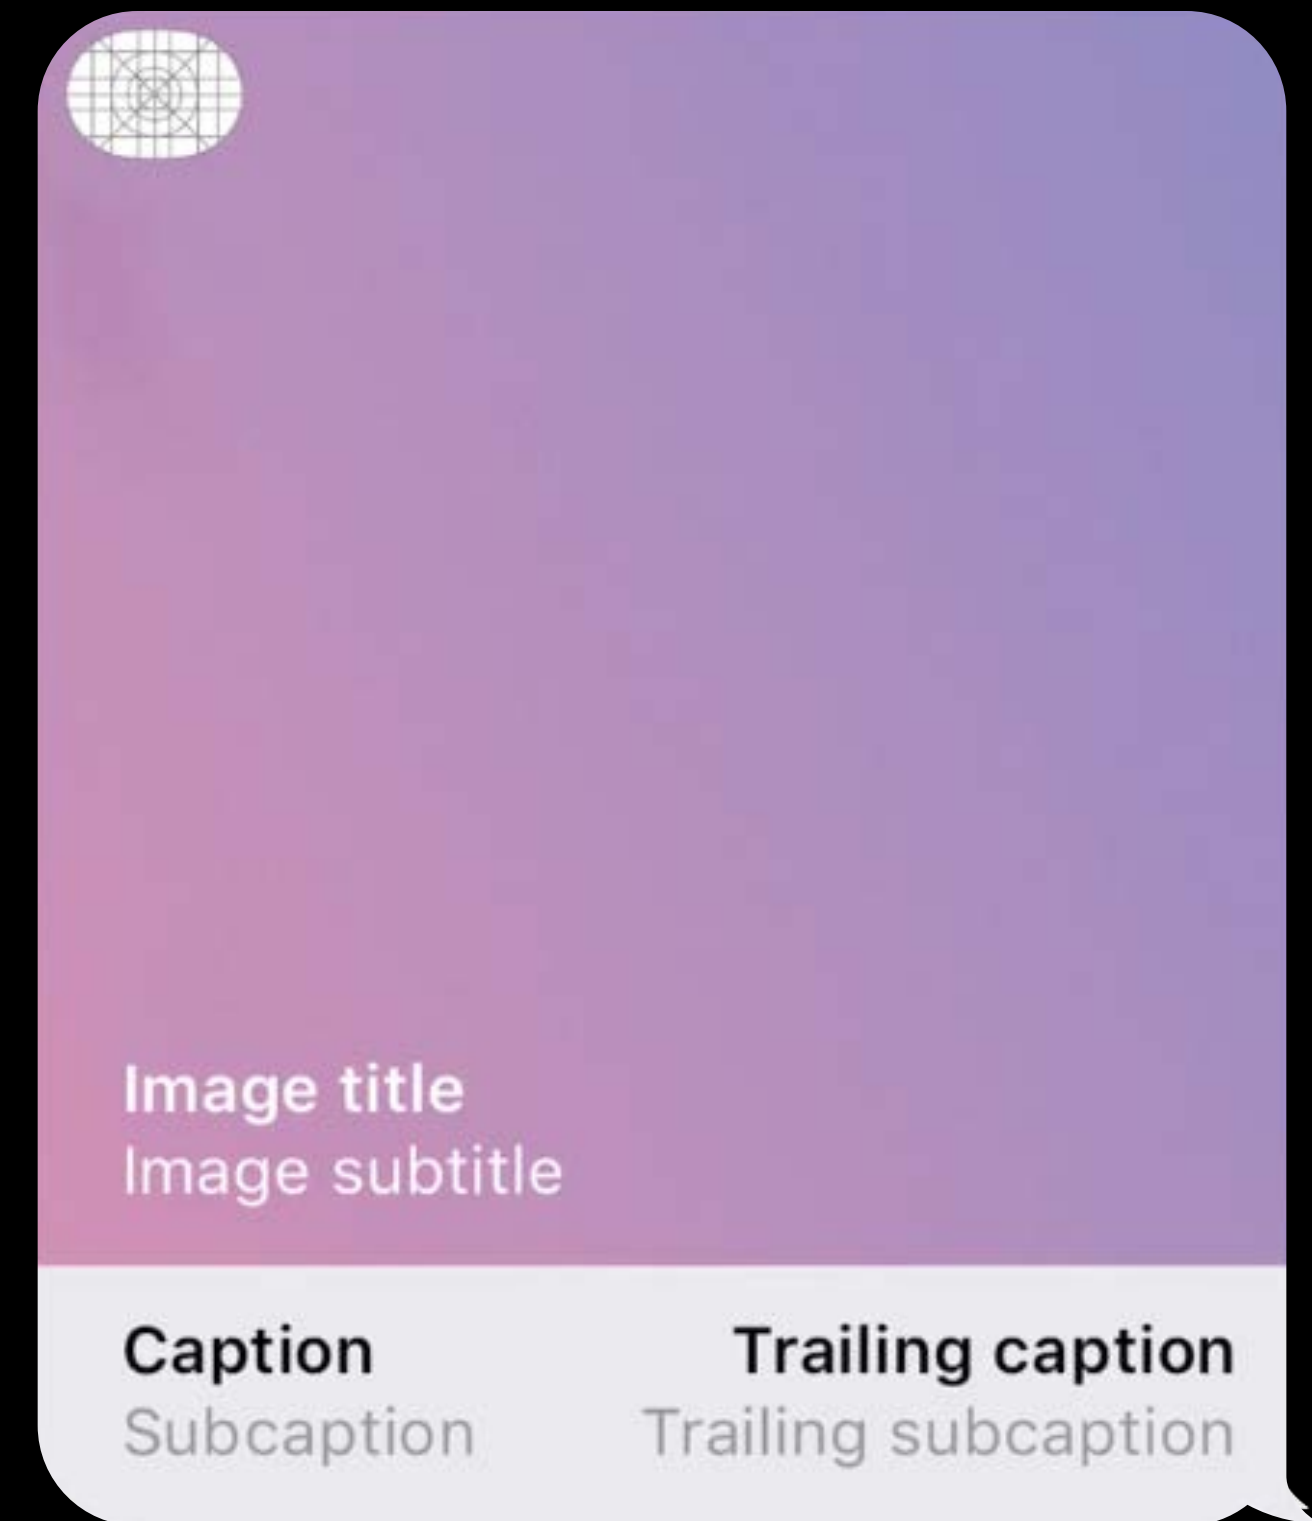 Image title
Image subtitle
Caption
Trailing caption
Subcaption
Trailing subcaption